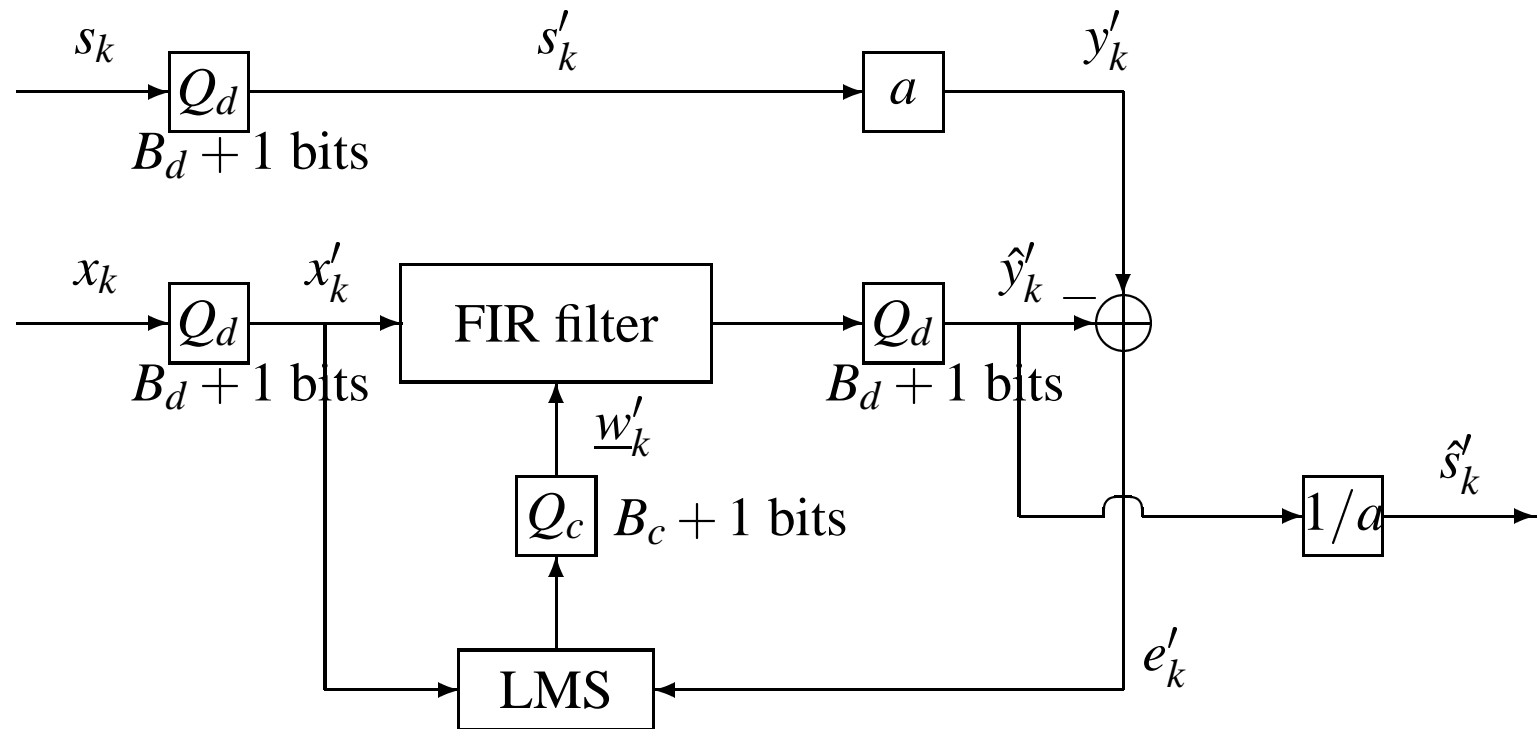 s_k
s′_k
y′_k
Q_d
a
B_d + 1 bits
x_k
x′_k
ŷ′_k
−
Q_d
FIR filter
Q_d
B_d + 1 bits
B_d + 1 bits
w′_k
ŝ′_k
Q_c
B_c + 1 bits
1/a
e′_k
LMS